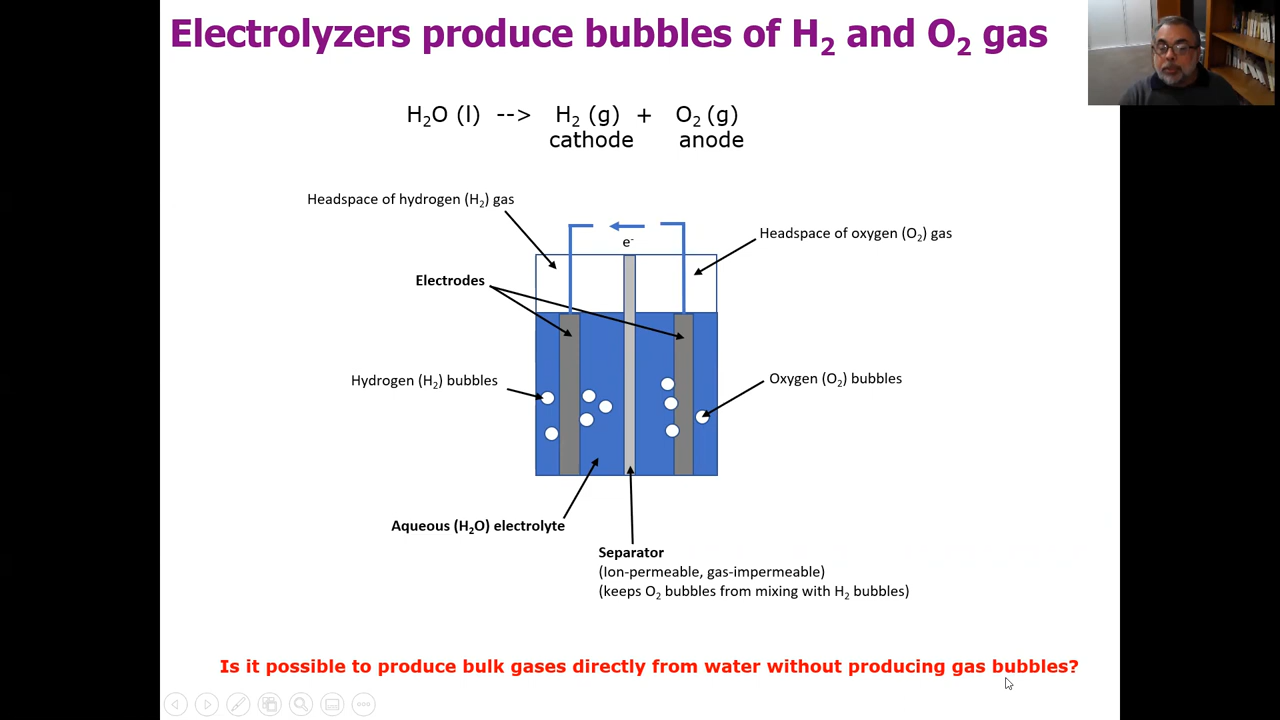 Electrolyzers produce bubbles of H₂ and O₂ gas
H₂O (l) --> H₂ (g) + O₂ (g)
cathode anode
Headspace of hydrogen (H₂) gas
Headspace of oxygen (O₂) gas
e⁻
Electrodes
Hydrogen (H₂) bubbles
Oxygen (O₂) bubbles
Aqueous (H₂O) electrolyte
Separator
(Ion-permeable, gas-impermeable)
(keeps O₂ bubbles from mixing with H₂ bubbles)
Is it possible to produce bulk gases directly from water without producing gas bubbles?